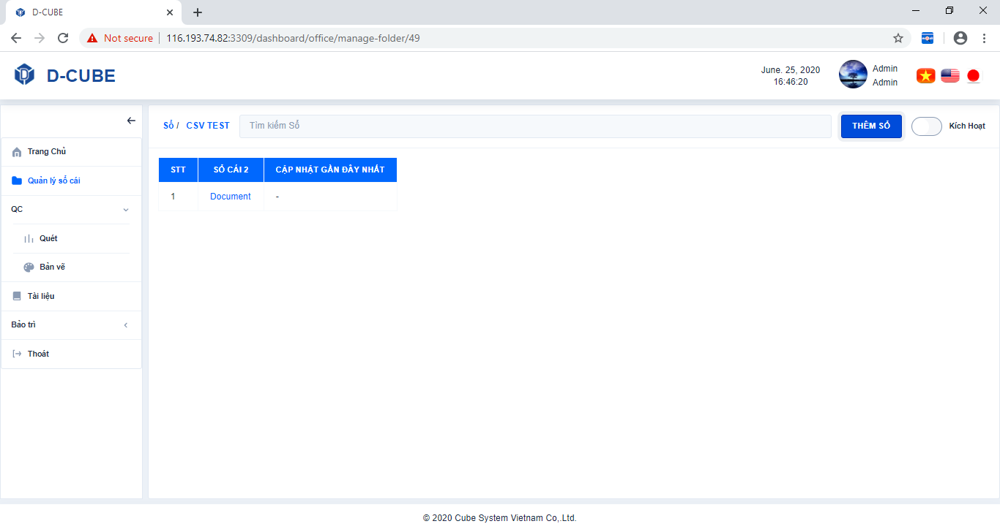 D-CUBE
Not secure
116.193.74.82:3309/dashboard/office/manage-folder/49
D-CUBE
June. 25, 2020
16:46:20
Admin
Admin
Sổ / CSV TEST
Tìm kiếm Sổ
THÊM SỔ
Kích Hoạt
Trang Chủ
Quản lý sổ cái
QC
Quét
Bản vẽ
Tài liệu
Bảo trì
Thoát
STT SỔ CÁI 2 CẬP NHẬT GẦN ĐÂY NHẤT
1 Document -
© 2020 Cube System Vietnam Co,.Ltd.